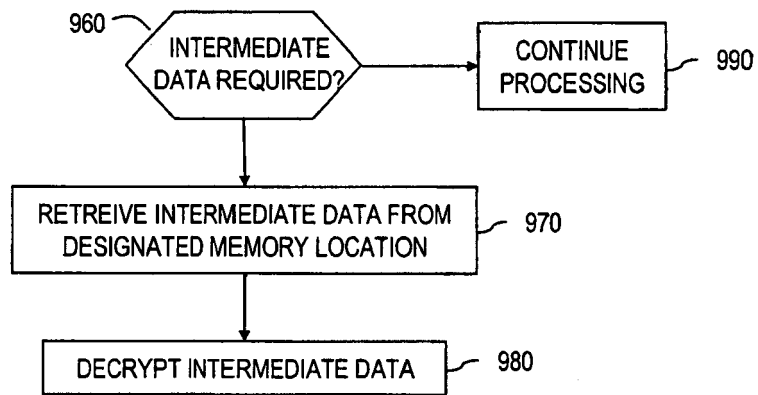 960
INTERMEDIATE
DATA REQUIRED?
CONTINUE
PROCESSING
990
RETREIVE INTERMEDIATE DATA FROM
DESIGNATED MEMORY LOCATION
970
DECRYPT INTERMEDIATE DATA
980